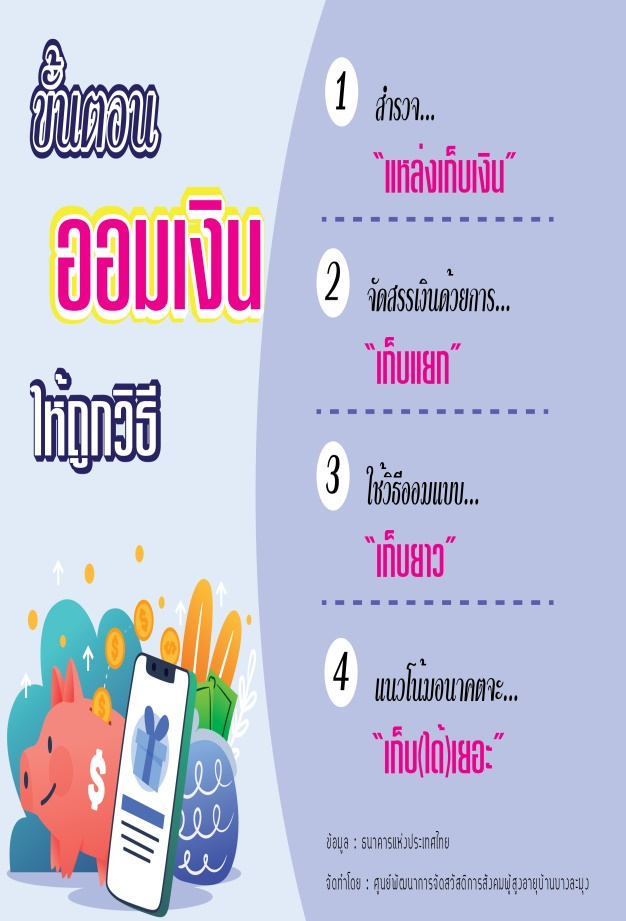 ขั้นตอน
ออมเงิน
ให้ถูกวิธี
1 สำรวจ...
“แหล่งเก็บเงิน”
2 จัดสรรเงินด้วยการ...
“เก็บแยก”
3 ใช้วิธีออมแบบ...
“เก็บยาว”
4 แนวโน้มอนาคตจะ...
“เก็บ(ได้)เยอะ”
ข้อมูล : ธนาคารแห่งประเทศไทย
จัดทำโดย : ศูนย์พัฒนาการจัดสวัสดิการสังคมผู้สูงอายุบ้านบางละมุง
$
$
$
$
$